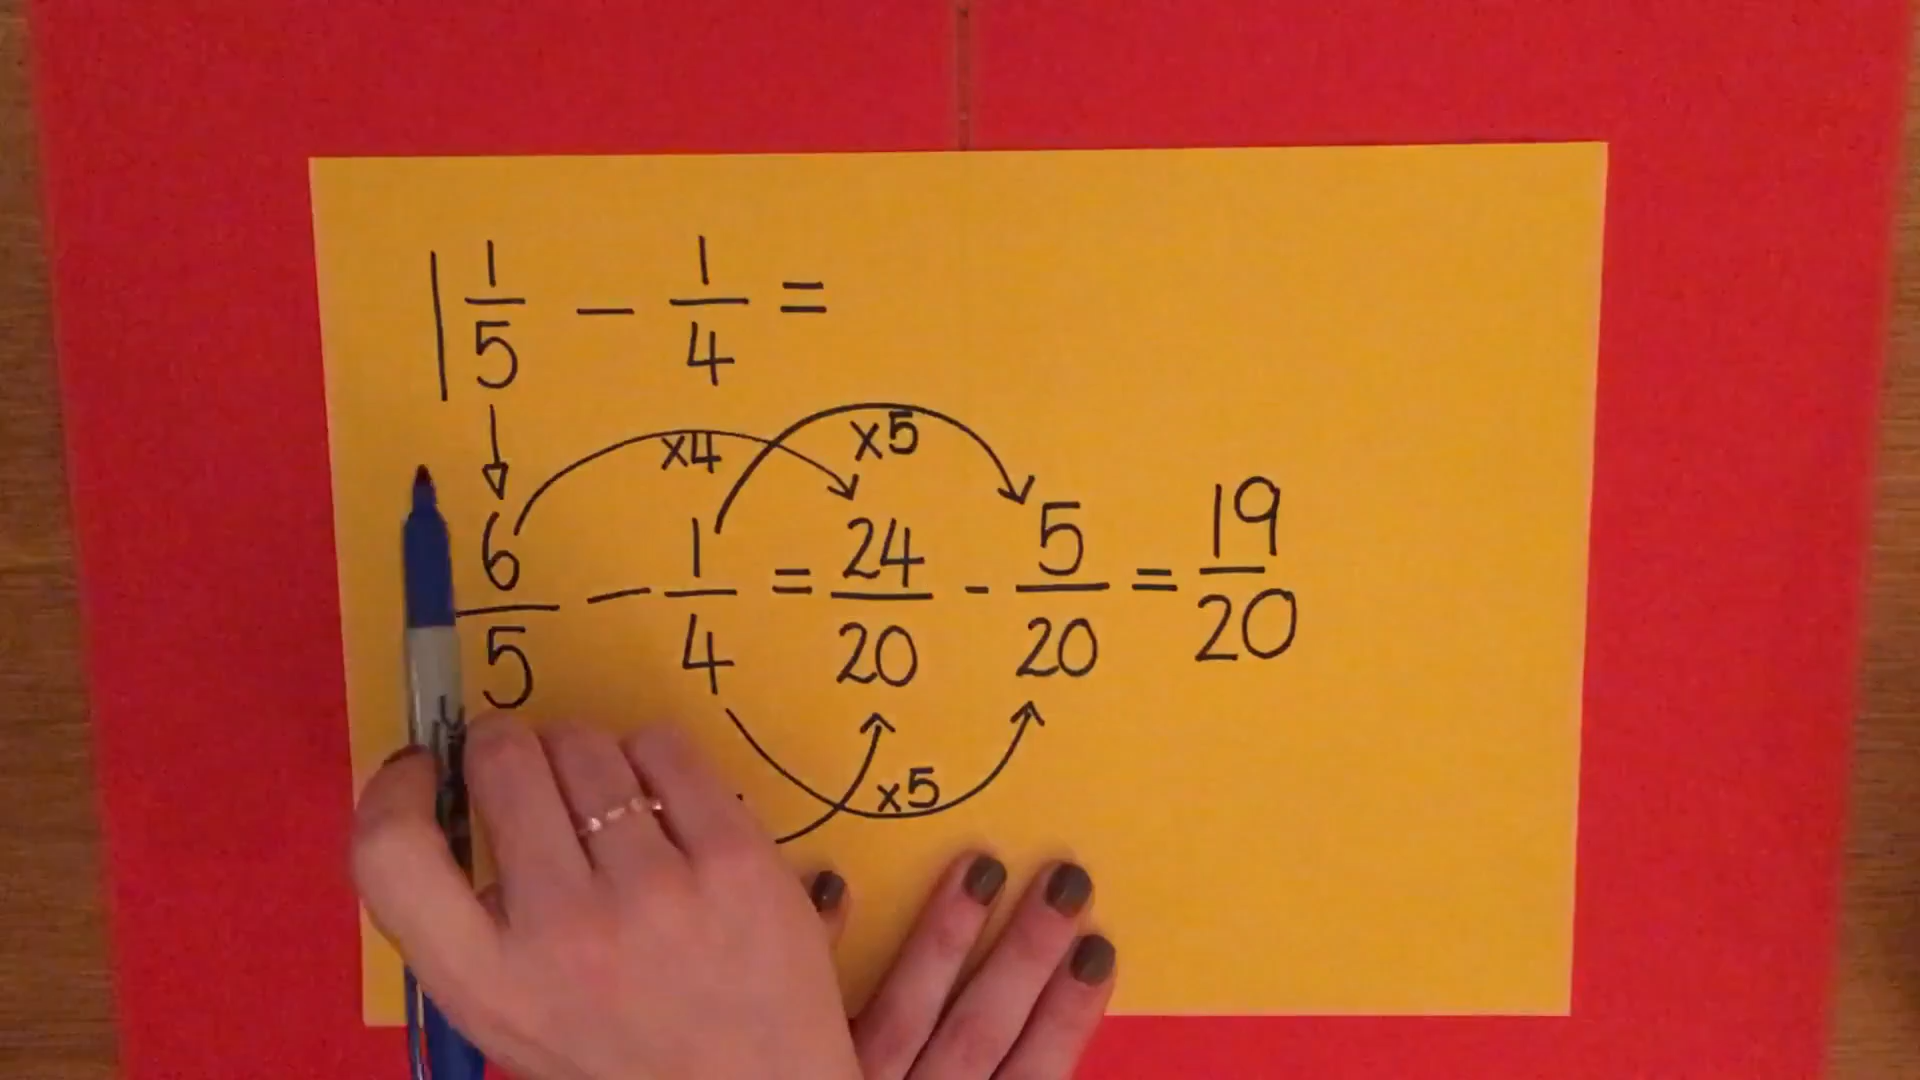 1 1/5 - 1/4 =
x4 x5
6/5 - 1/4 = 24/20 - 5/20 = 19/20
x5